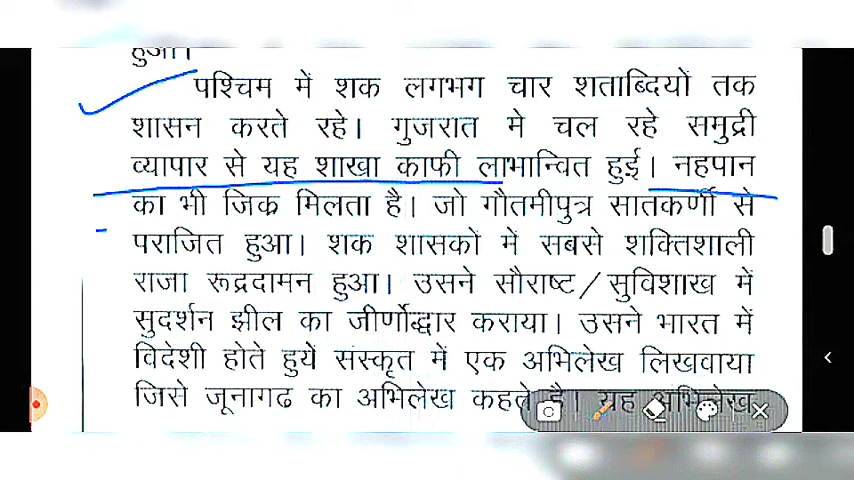 हुआ।
पश्चिम में शक लगभग चार शताब्दियों तक
शासन करते रहे। गुजरात मे चल रहे समुद्री
व्यापार से यह शाखा काफी लाभान्वित हुई। नहपान
का भी जिक्र मिलता है। जो गौतमीपुत्र सातकर्णी से
पराजित हुआ। शक शासकों में सबसे शक्तिशाली
राजा रूद्रदामन हुआ। उसने सौराष्ट/सुविशाख में
सुदर्शन झील का जीर्णोद्धार कराया। उसने भारत में
विदेशी होते हुयें संस्कृत में एक अभिलेख लिखवाया
जिसे जूनागढ का अभिलेख कहते है। यह अभिलेख